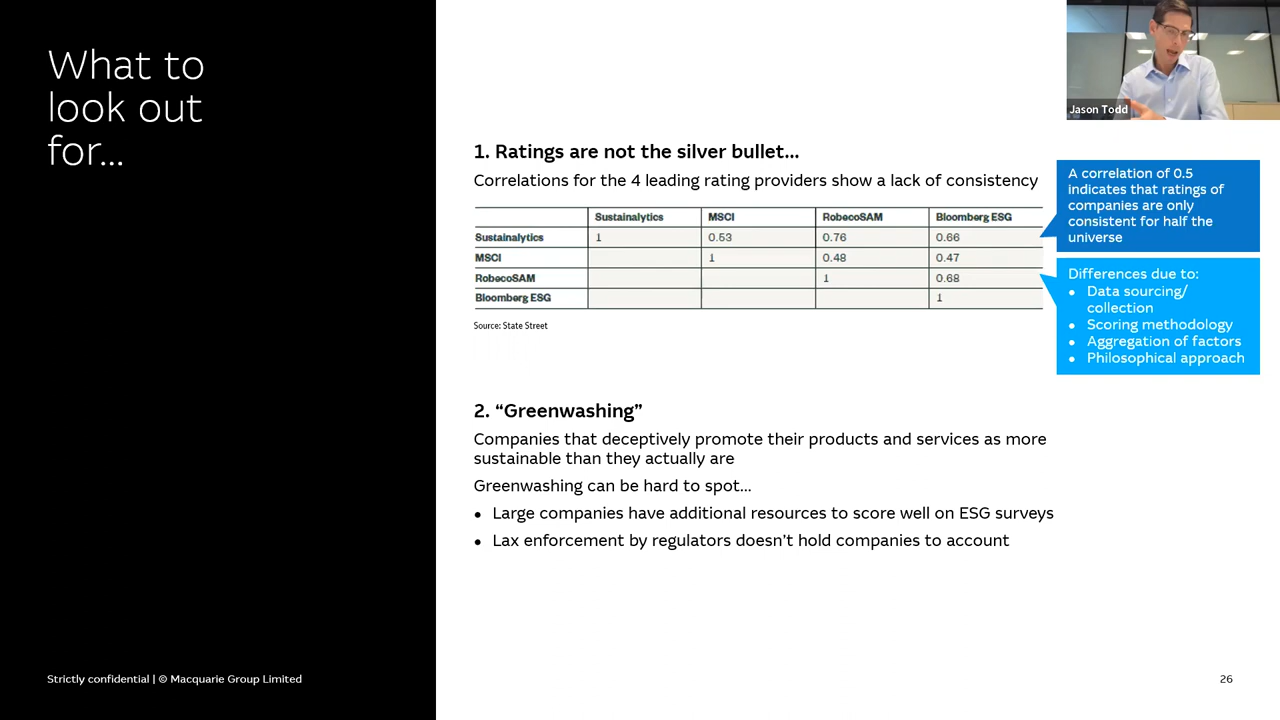 What to
look out
for...
Jason Todd
1. Ratings are not the silver bullet...
Correlations for the 4 leading rating providers show a lack of consistency
Sustainalytics MSCI RobecoSAM Bloomberg ESG
Sustainalytics 1 0.53 0.76 0.66
MSCI 1 0.48 0.47
RobecoSAM 1 0.68
Bloomberg ESG 1
Source: State Street
A correlation of 0.5
indicates that ratings of
companies are only
consistent for half the
universe
Differences due to:
• Data sourcing/
collection
• Scoring methodology
• Aggregation of factors
• Philosophical approach
2. “Greenwashing”
Companies that deceptively promote their products and services as more
sustainable than they actually are
Greenwashing can be hard to spot...
• Large companies have additional resources to score well on ESG surveys
• Lax enforcement by regulators doesn’t hold companies to account
Strictly confidential | © Macquarie Group Limited
26